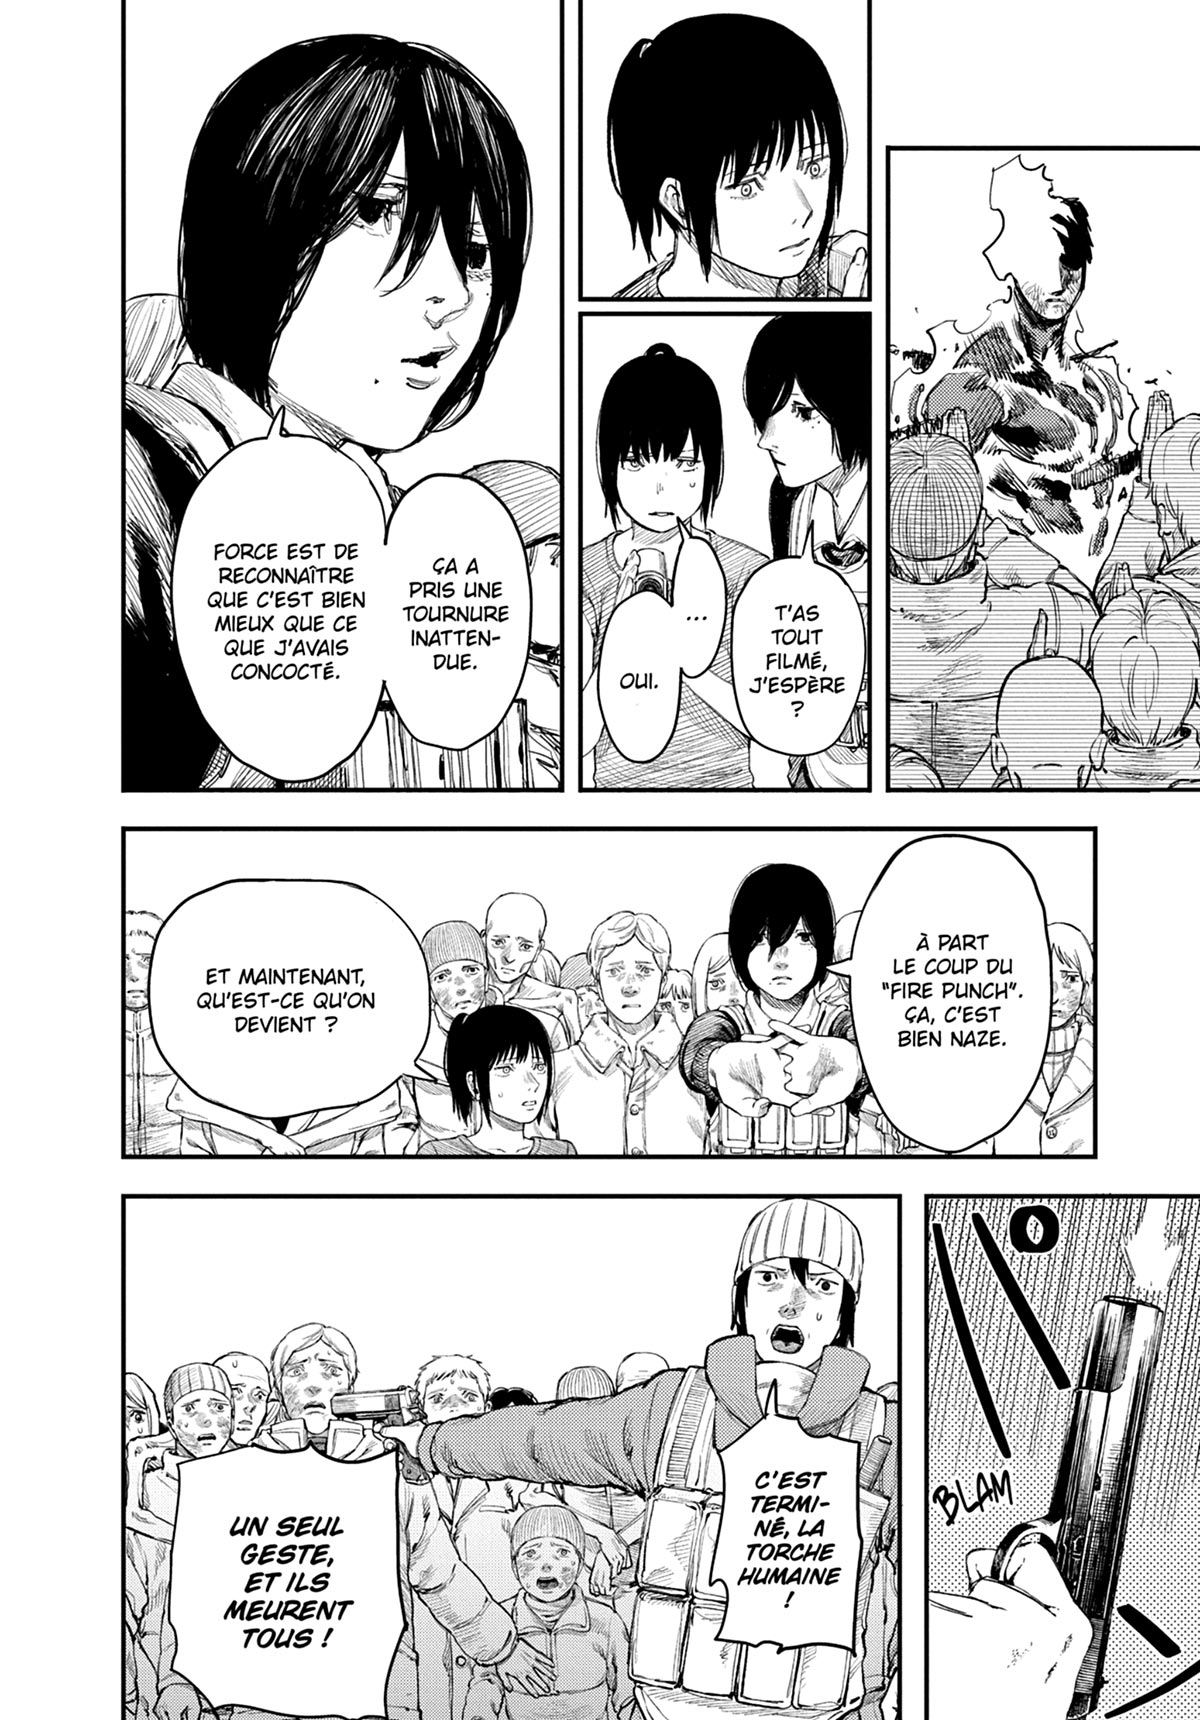 T'AS
TOUT
FILMÉ,
J'ESPÈRE
?
...
OUI.
ÇA A
PRIS UNE
TOURNURE
INATTEN-
DUE.
FORCE EST DE
RECONNAÎTRE
QUE C'EST BIEN
MIEUX QUE CE
QUE J'AVAIS
CONCOCTÉ.
À PART
LE COUP DU
"FIRE PUNCH".
ÇA, C'EST
BIEN NAZE.
ET MAINTENANT,
QU'EST-CE QU'ON
DEVIENT ?
パン
BLAM
C'EST
TERMI-
NÉ, LA
TORCHE
HUMAINE
!
UN SEUL
GESTE,
ET ILS
MEURENT
TOUS !